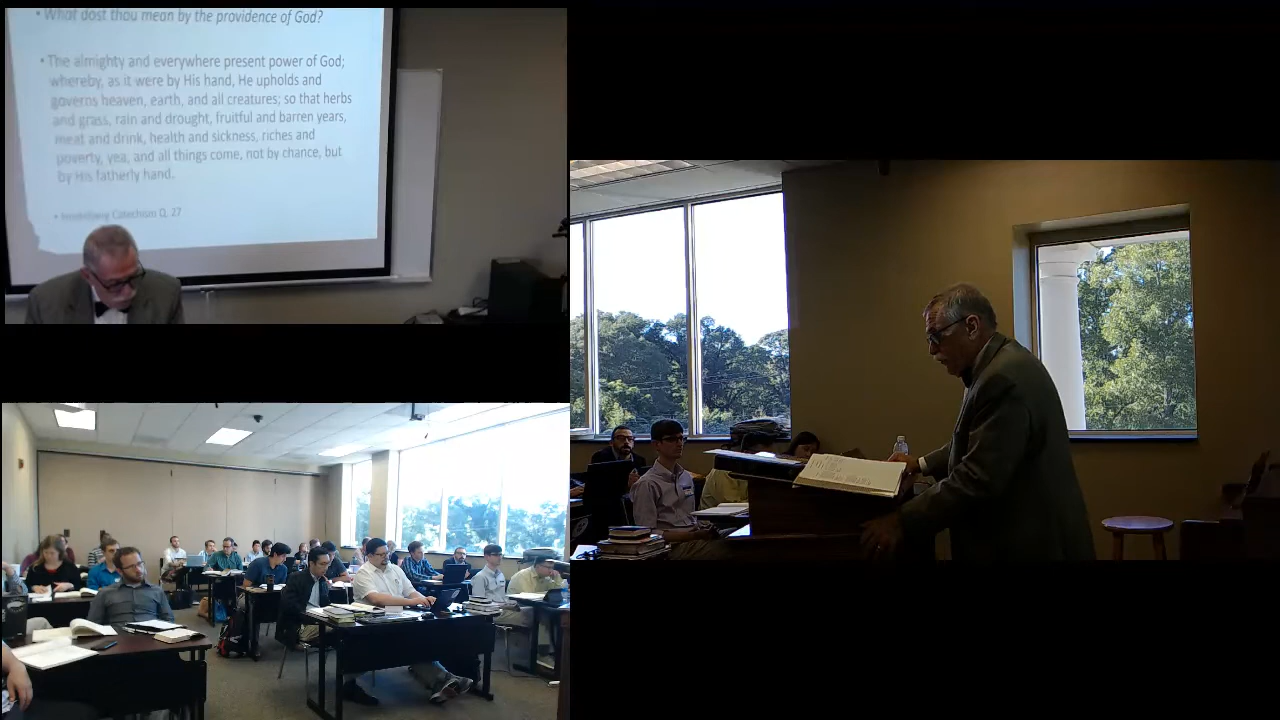 • What dost thou mean by the providence of God?
• The almighty and everywhere present power of God;
whereby, as it were by His hand, He upholds and
governs heaven, earth, and all creatures; so that herbs
and grass, rain and drought, fruitful and barren years,
meat and drink, health and sickness, riches and
poverty, yea, and all things come, not by chance, but
by His fatherly hand.
• Heidelberg Catechism Q. 27